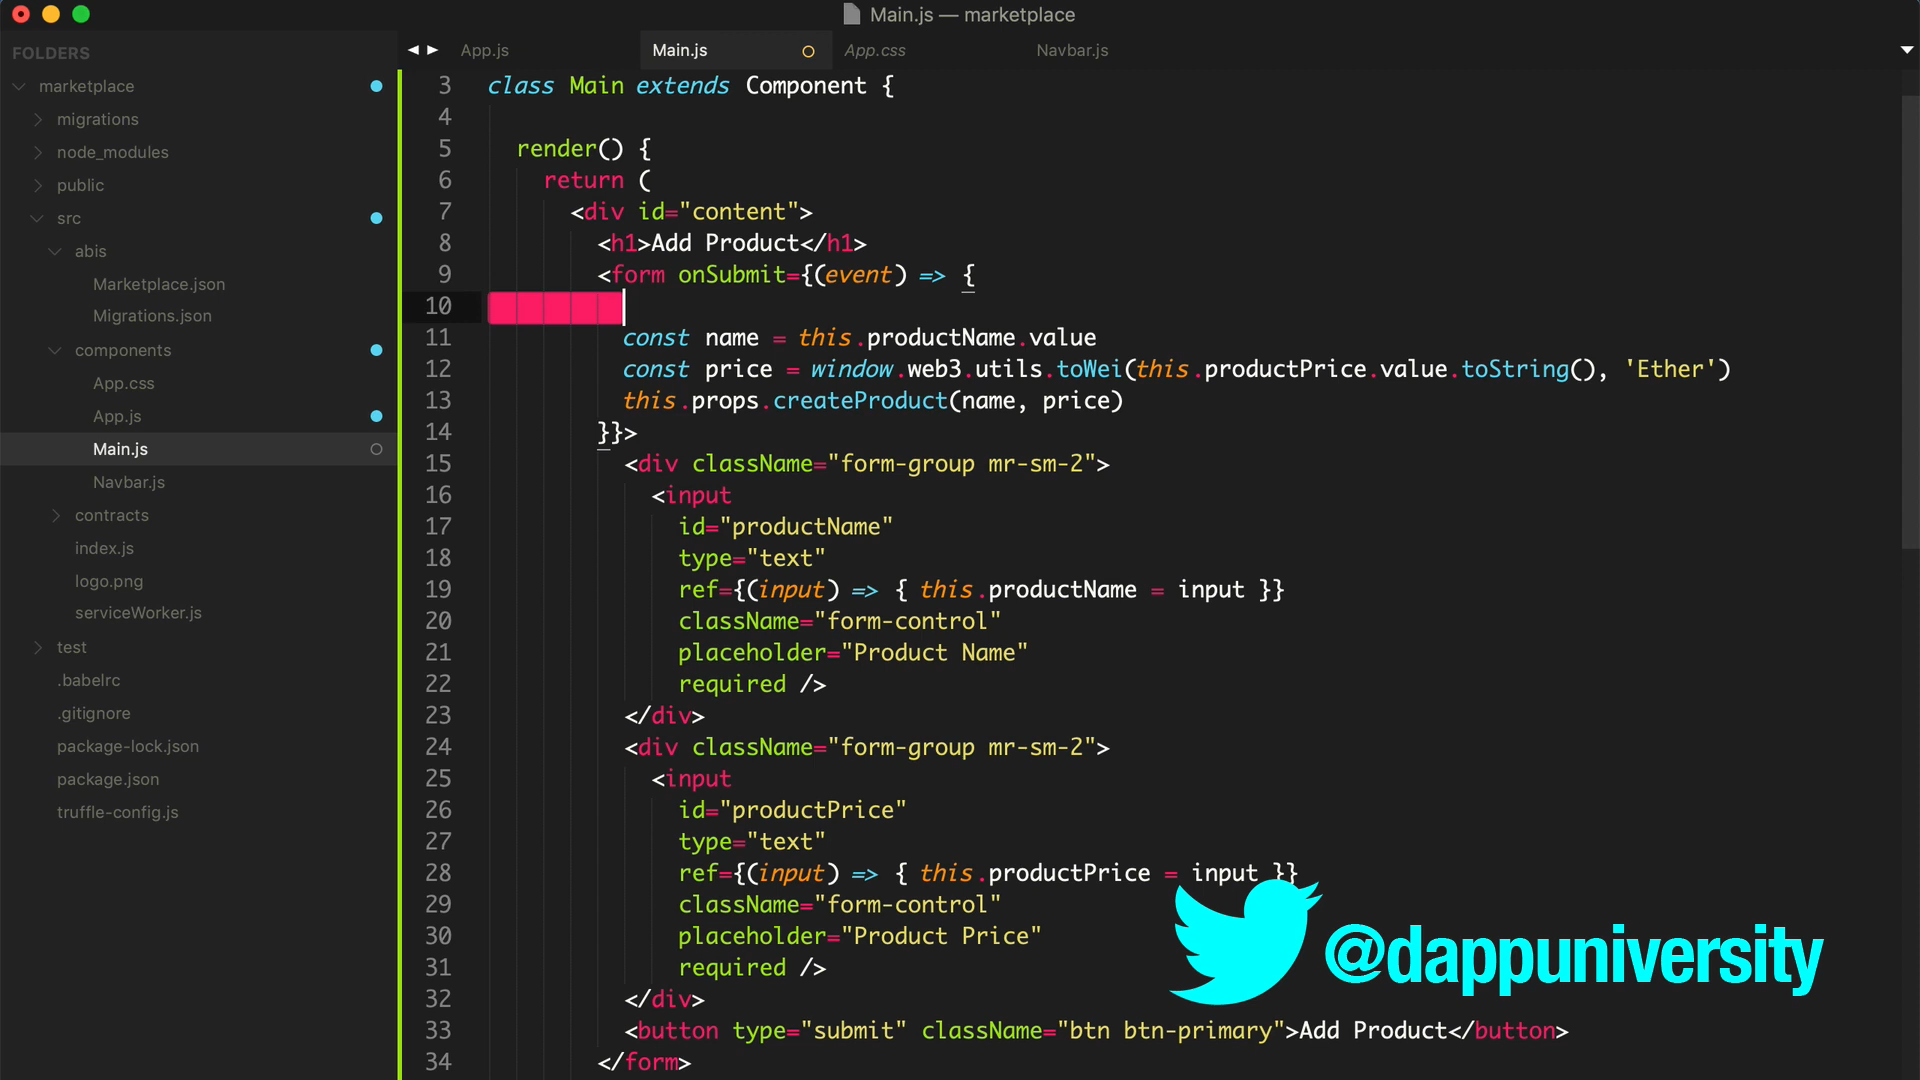 Main.js — marketplace
FOLDERS
marketplace
migrations
node_modules
public
src
abis
Marketplace.json
Migrations.json
components
App.css
App.js
Main.js
Navbar.js
contracts
index.js
logo.png
serviceWorker.js
test
.babelrc
.gitignore
package-lock.json
package.json
truffle-config.js
App.js Main.js App.css Navbar.js
3 class Main extends Component {
4
5 render() {
6 return (
7 <div id="content">
8 <h1>Add Product</h1>
9 <form onSubmit={(event) => {
10
11 const name = this.productName.value
12 const price = window.web3.utils.toWei(this.productPrice.value.toString(), 'Ether')
13 this.props.createProduct(name, price)
14 }}>
15 <div className="form-group mr-sm-2">
16 <input
17 id="productName"
18 type="text"
19 ref={(input) => { this.productName = input }}
20 className="form-control"
21 placeholder="Product Name"
22 required />
23 </div>
24 <div className="form-group mr-sm-2">
25 <input
26 id="productPrice"
27 type="text"
28 ref={(input) => { this.productPrice = input }}
29 className="form-control"
30 placeholder="Product Price"
31 required />
32 </div>
33 <button type="submit" className="btn btn-primary">Add Product</button>
34 </form>
@dappuniversity